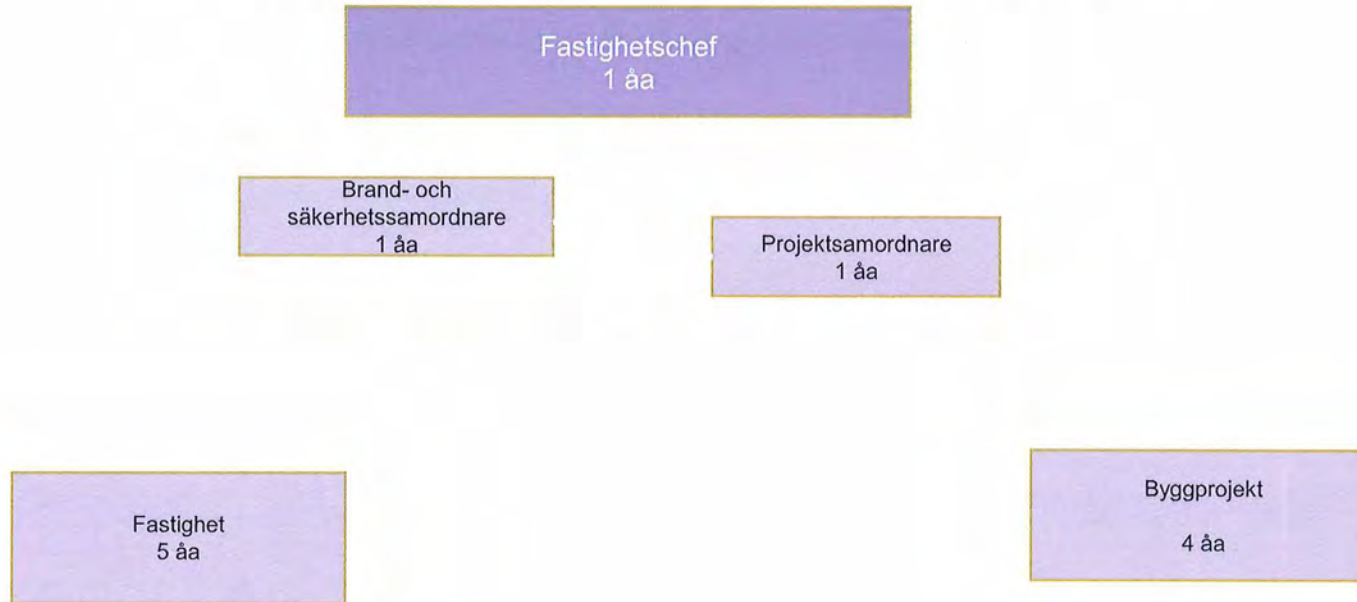 Fastighetschef
1 åa
Brand- och
säkerhetssamordnare
1 åa
Projektsamordnare
1 åa
Fastighet
5 åa
Byggprojekt
4 åa